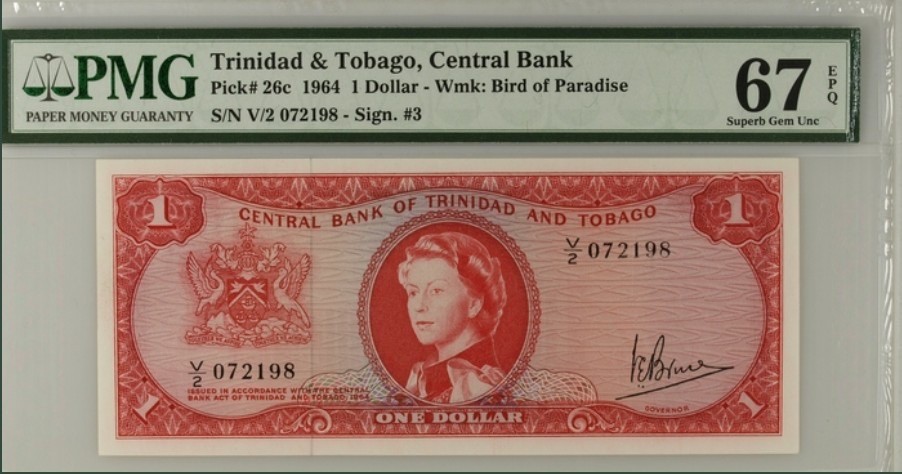 PMG
PAPER MONEY GUARANTY
Trinidad & Tobago, Central Bank
Pick# 26c 1964 1 Dollar - Wmk: Bird of Paradise
S/N V/2 072198 - Sign. #3
67
EPQ
Superb Gem Unc
1
1
CENTRAL BANK OF TRINIDAD AND TOBAGO
V/2 072198
V/2 072198
ISSUED IN ACCORDANCE WITH THE CENTRAL
BANK ACT OF TRINIDAD AND TOBAGO, 1964
GOVERNOR
1
ONE DOLLAR
1